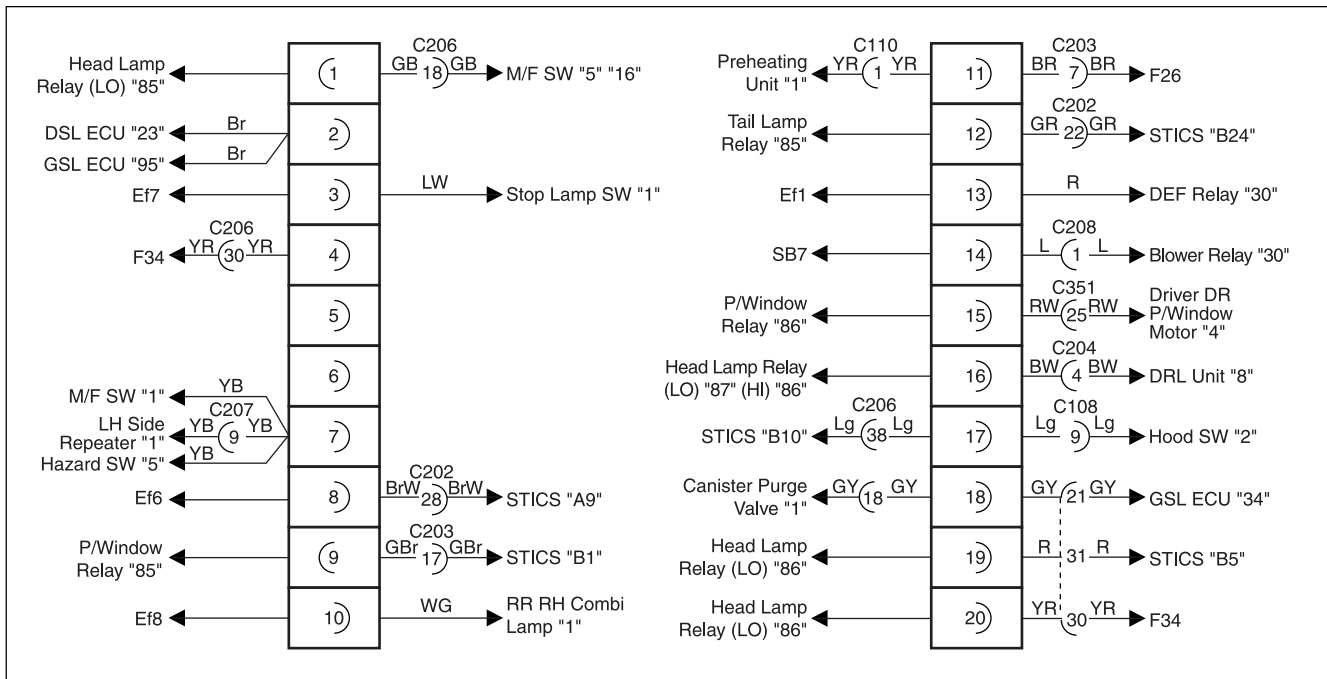 C206
Head Lamp
Relay (LO) "85"
1
GB 18 GB
M/F SW "5" "16"
DSL ECU "23"
Br
GSL ECU "95"
Br
2
Ef7
3
LW
Stop Lamp SW "1"
C206
F34
YR 30 YR
4
5
6
M/F SW "1"
YB
C207
LH Side
Repeater "1"
YB 9 YB
7
Hazard SW "5"
YB
C202
Ef6
8
BrW 28 BrW
STICS "A9"
C203
P/Window
Relay "85"
9
GBr 17 GBr
STICS "B1"
Ef8
10
WG
RR RH Combi
Lamp "1"
C110
C203
Preheating
Unit "1"
YR 1 YR
11
BR 7 BR
F26
C202
Tail Lamp
Relay "85"
12
GR 22 GR
STICS "B24"
Ef1
13
R
DEF Relay "30"
C208
SB7
14
L 1 L
Blower Relay "30"
C351
P/Window
Relay "86"
15
RW 25 RW
Driver DR
P/Window
Motor "4"
C204
Head Lamp Relay
(LO) "87" (HI) "86"
16
BW 4 BW
DRL Unit "8"
C206
C108
STICS "B10"
Lg 38 Lg
17
Lg 9 Lg
Hood SW "2"
Canister Purge
Valve "1"
GY 18 GY
18
GY 21 GY
GSL ECU "34"
Head Lamp
Relay (LO) "86"
19
R 31 R
STICS "B5"
Head Lamp
Relay (LO) "86"
20
YR 30 YR
F34